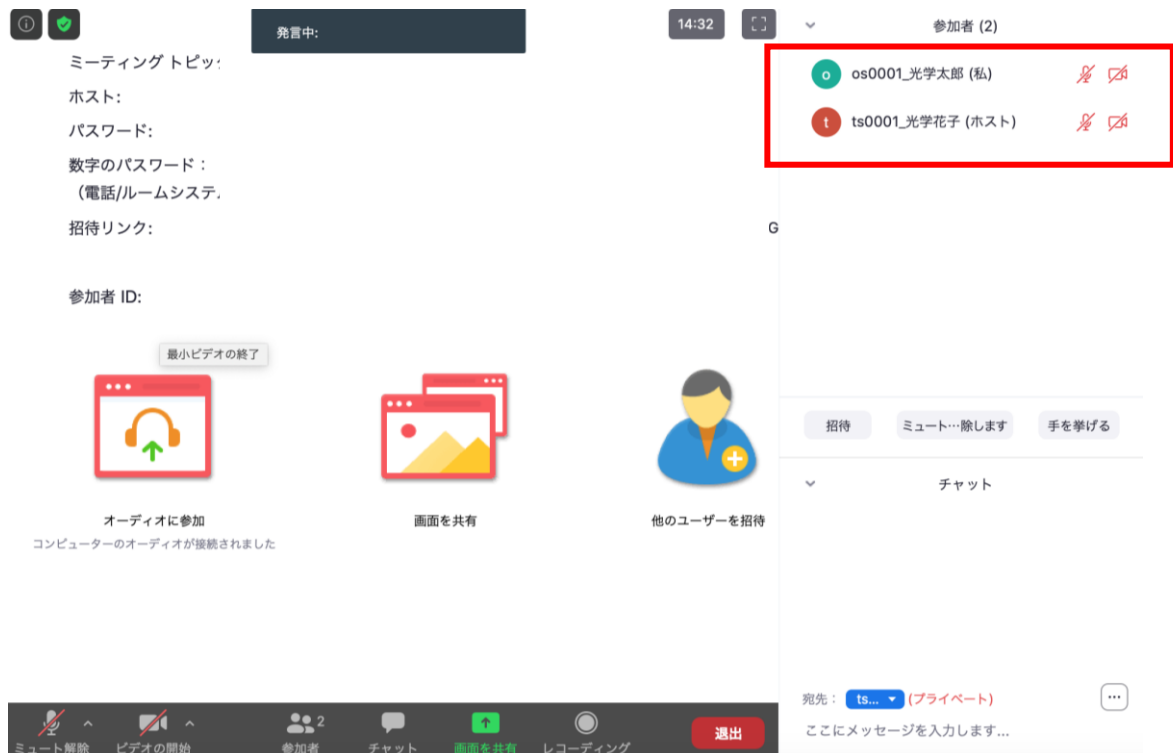 発言中:
14:32
ミーティング トピッ
ホスト:
パスワード:
数字のパスワード：
（電話/ルームシステ
招待リンク:
G
参加者 ID:
最小ビデオの終了
オーディオに参加
コンピューターのオーディオが接続されました
画面を共有
他のユーザーを招待
ミュート解除
ビデオの開始
2
参加者
チャット
画面を共有
レコーディング
退出
参加者 (2)
o
os0001_光学太郎 (私)
t
ts0001_光学花子 (ホスト)
招待
ミュート…除します
手を挙げる
チャット
宛先： ts... (プライベート)
ここにメッセージを入力します...